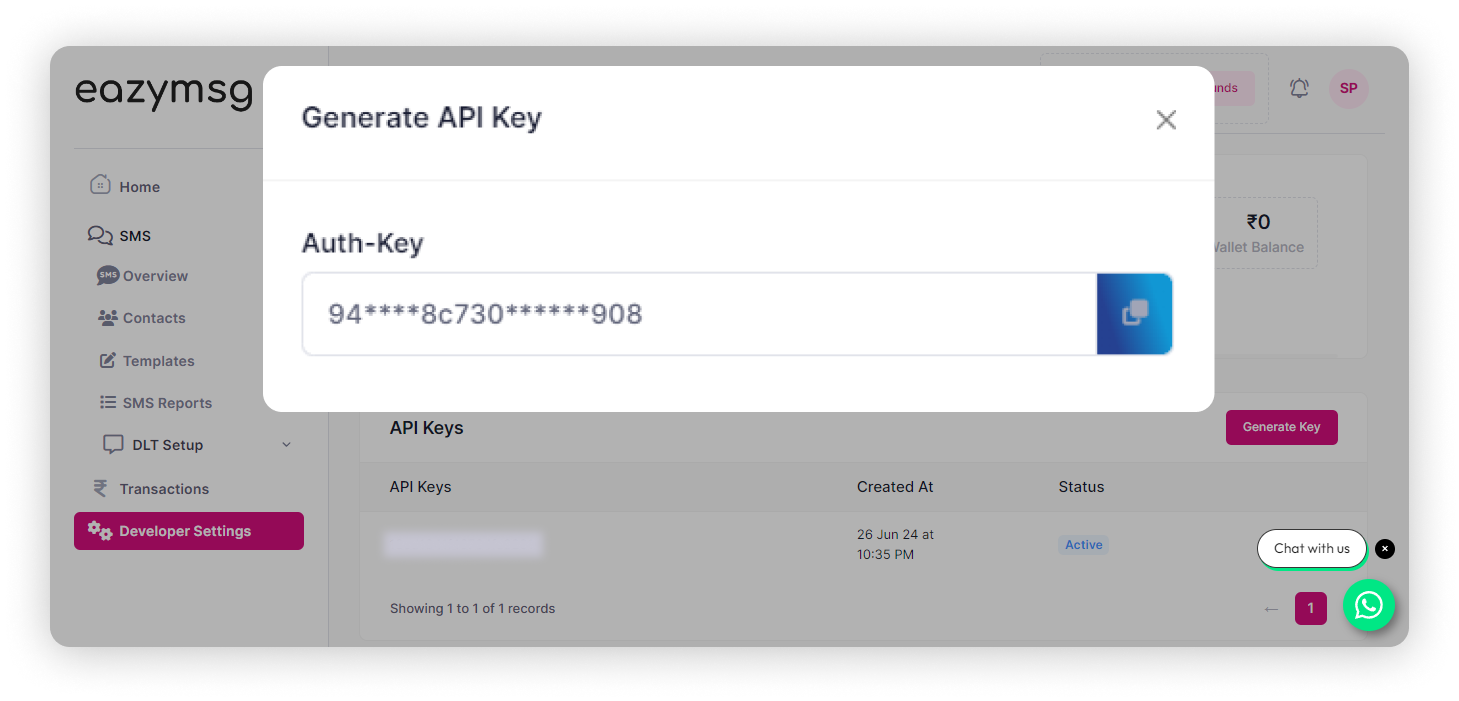 eazymsg
Home
SMS
SMS Overview
Contacts
Templates
SMS Reports
DLT Setup
Transactions
Developer Settings
SP
Generate API Key
Auth-Key
94****8c730******908
₹0
Balance
API Keys
Generate Key
API Keys Created At Status
26 Jun 24 at
10:35 PM
Active
Showing 1 to 1 of 1 records
← 1
Chat with us